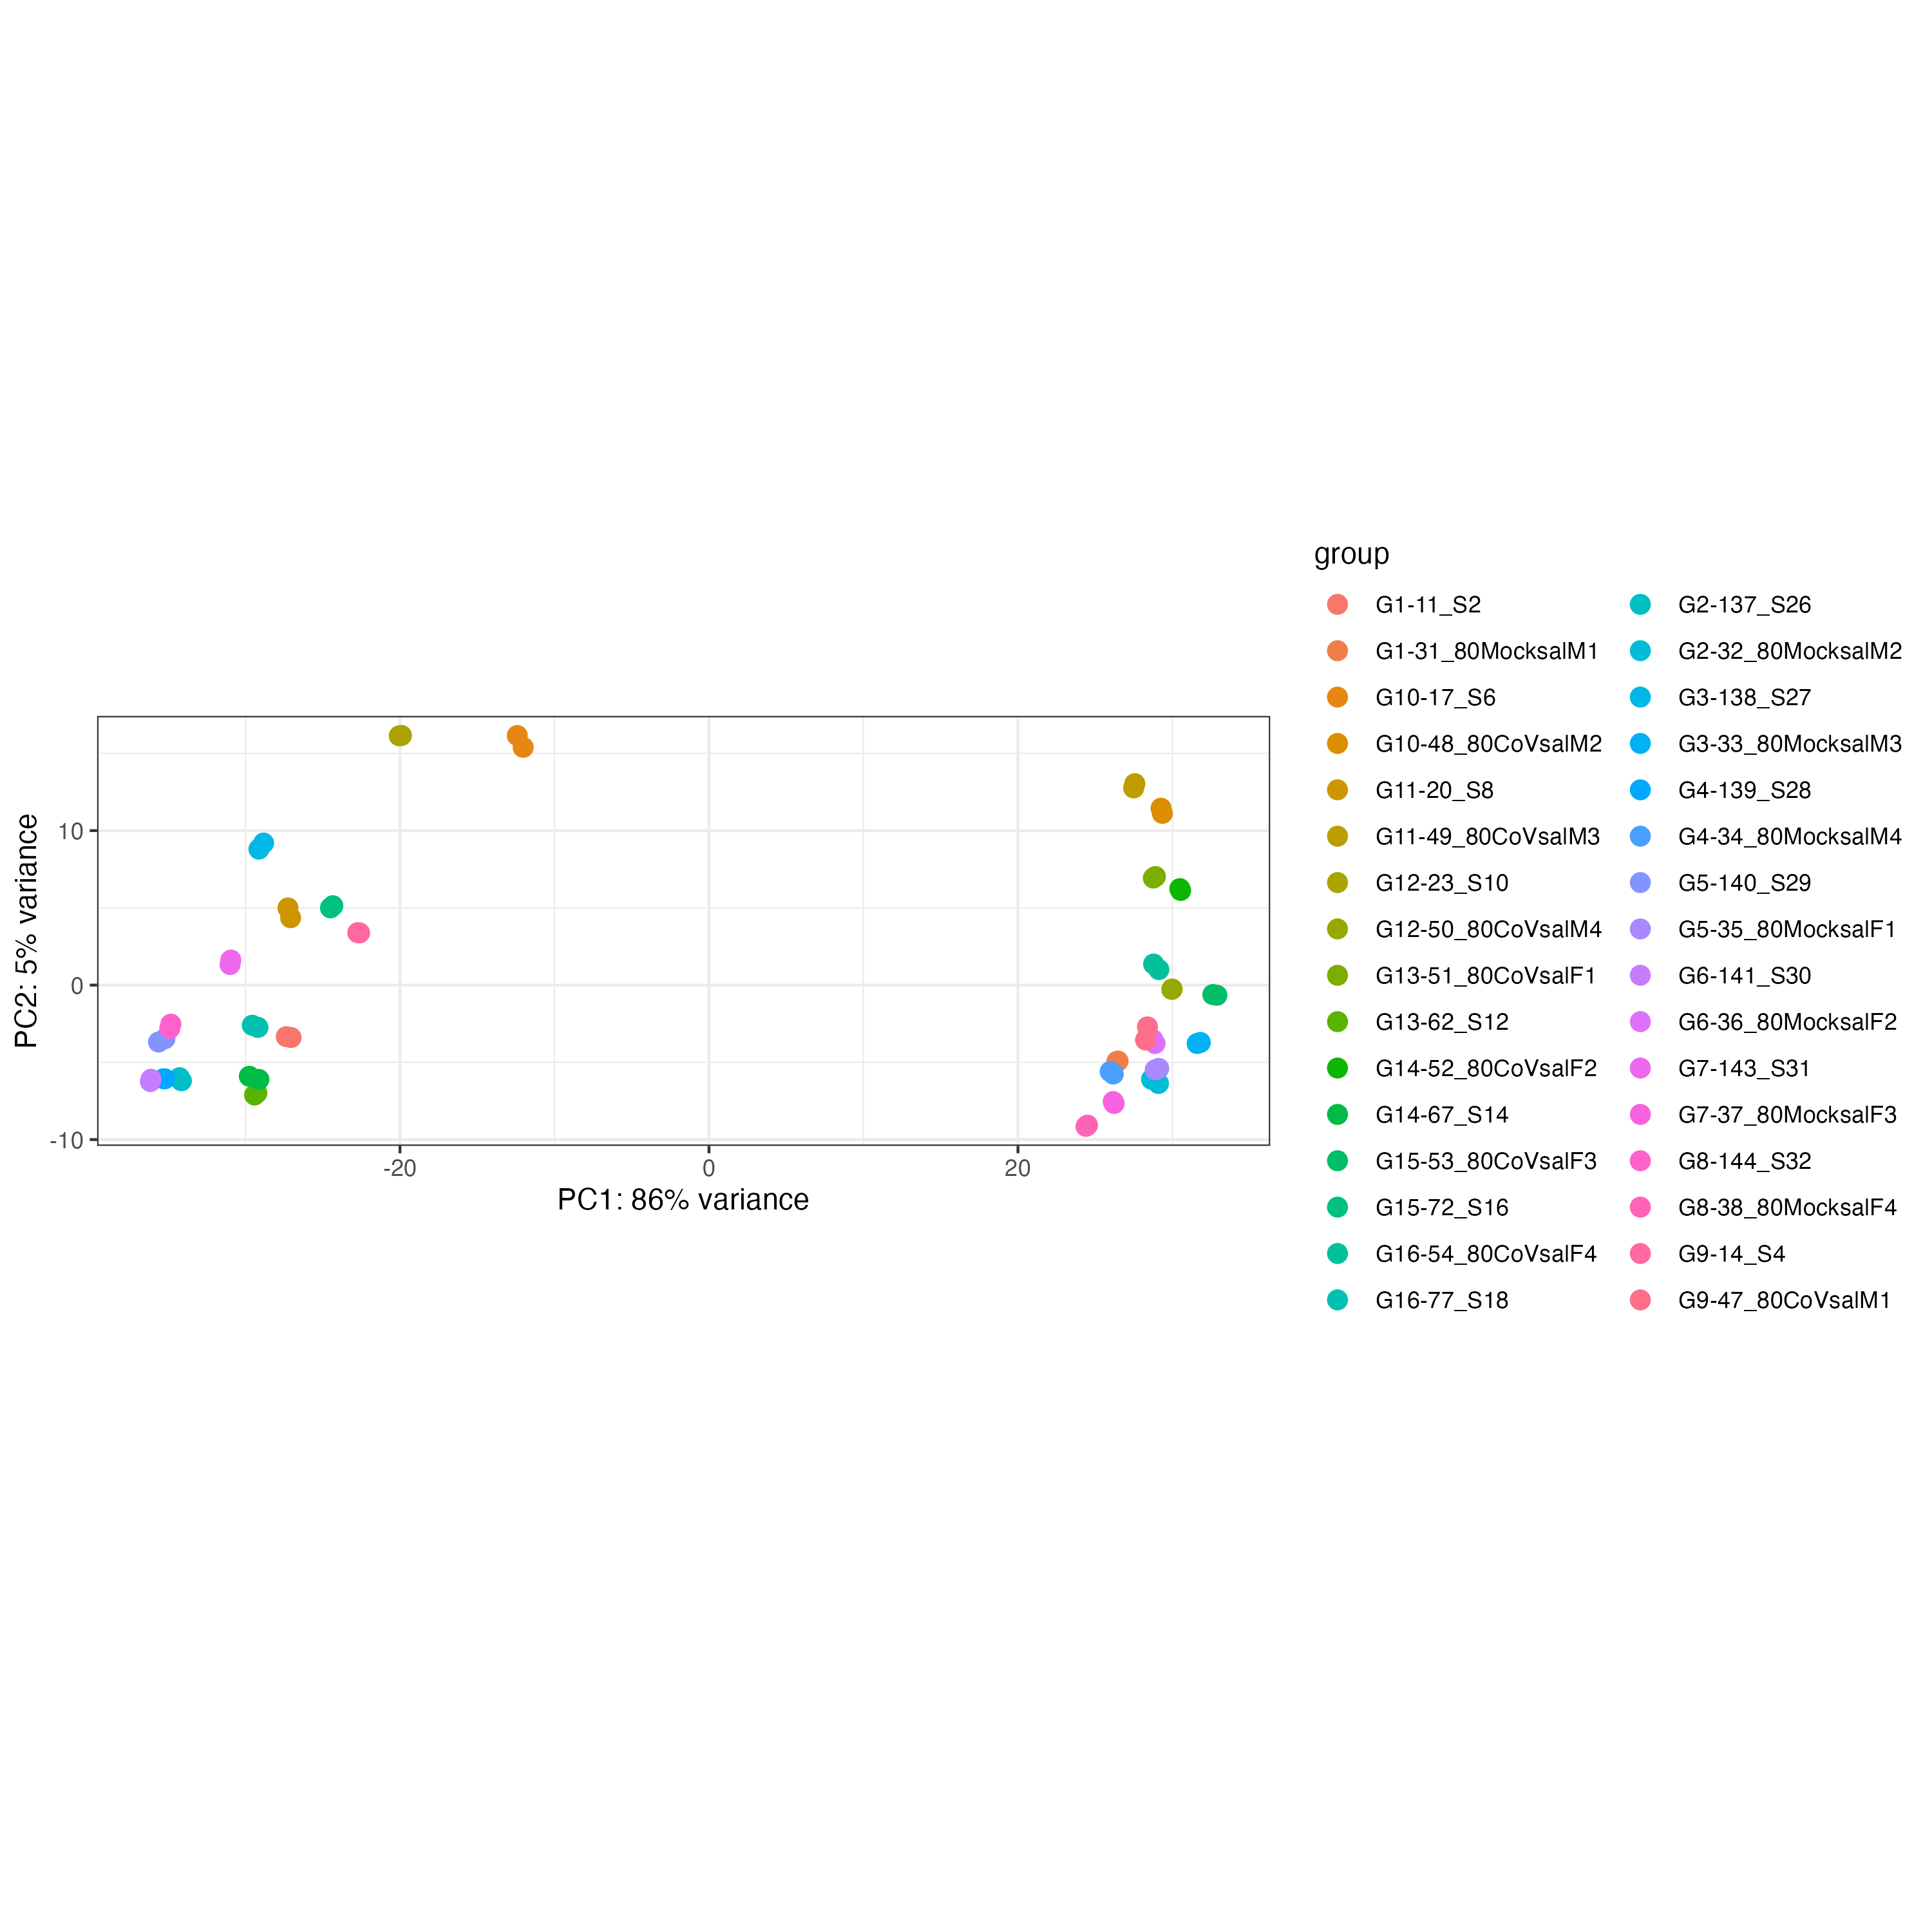 group
G1-11_S2
G1-31_80MocksalM1
G10-17_S6
G10-48_80CoVsalM2
G11-20_S8
G11-49_80CoVsalM3
G12-23_S10
G12-50_80CoVsalM4
G13-51_80CoVsalF1
G13-62_S12
G14-52_80CoVsalF2
G14-67_S14
G15-53_80CoVsalF3
G15-72_S16
G16-54_80CoVsalF4
G16-77_S18
G2-137_S26
G2-32_80MocksalM2
G3-138_S27
G3-33_80MocksalM3
G4-139_S28
G4-34_80MocksalM4
G5-140_S29
G5-35_80MocksalF1
G6-141_S30
G6-36_80MocksalF2
G7-143_S31
G7-37_80MocksalF3
G8-144_S32
G8-38_80MocksalF4
G9-14_S4
G9-47_80CoVsalM1
PC2: 5% variance
10
0
-10
-20
0
20
PC1: 86% variance